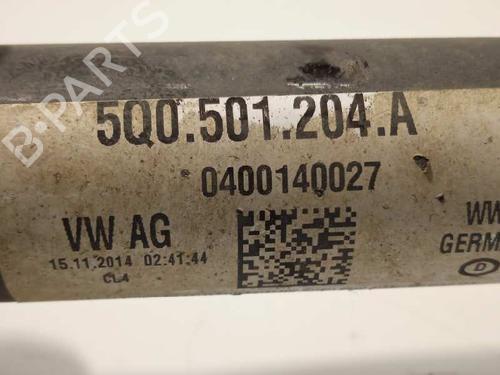 B-PARTS
5Q0.501.204.A
0400140027
VW AG
15.11.2014 02:41:44
CL4
WW
GERM
D